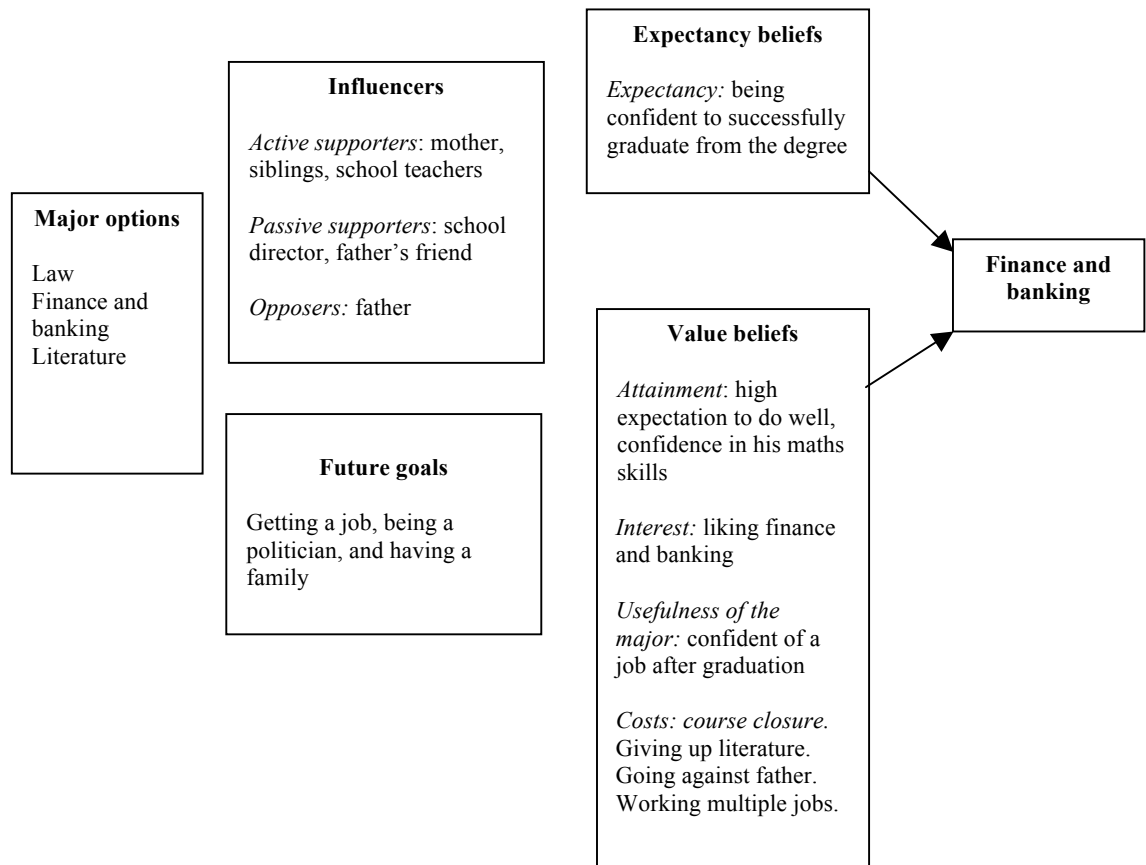 Major options
Law
Finance and
banking
Literature
Influencers
Active supporters: mother,
siblings, school teachers
Passive supporters: school
director, father’s friend
Opposers: father
Future goals
Getting a job, being a
politician, and having a
family
Expectancy beliefs
Expectancy: being
confident to successfully
graduate from the degree
Value beliefs
Attainment: high
expectation to do well,
confidence in his maths
skills
Interest: liking finance
and banking
Usefulness of the
major: confident of a
job after graduation
Costs: course closure.
Giving up literature.
Going against father.
Working multiple jobs.
Finance and
banking